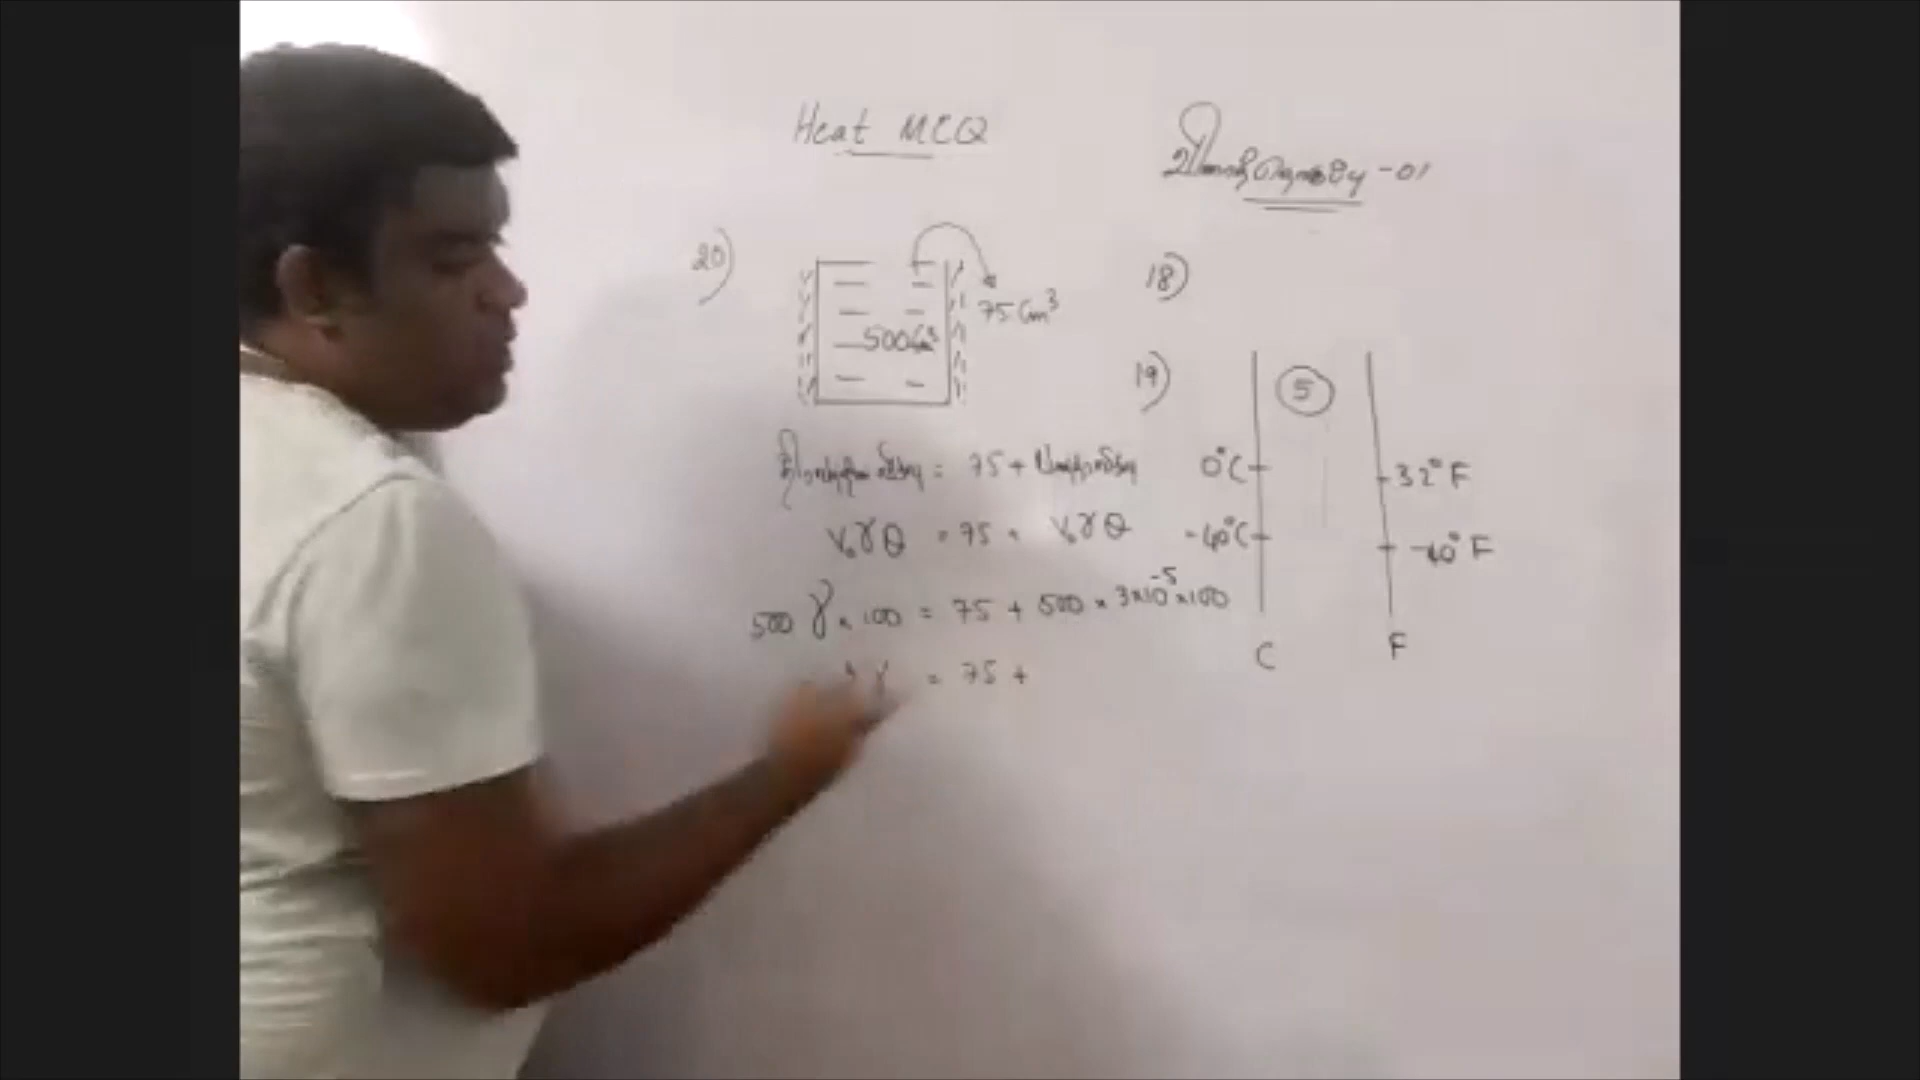 Heat MCQ
-01
20)
75 Cm³
500Cm³
= 75 +
V₀γθ = 75 + V₀γθ
500 γ × 100 = 75 + 500 × 3×10⁻⁵×100
γ = 75 +
18)
19)
5
0°C
32° F
-40°C
-40° F
C
F